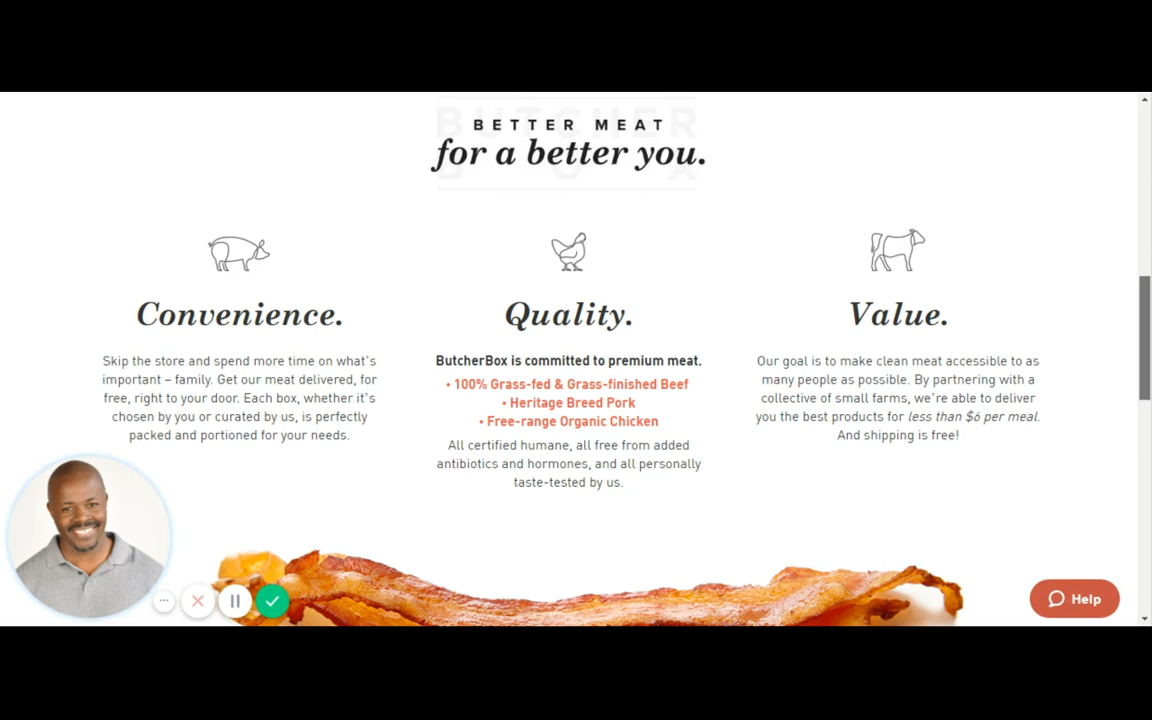 BUTCHER
BOX
BETTER MEAT
for a better you.
Convenience.
Skip the store and spend more time on what's
important – family. Get our meat delivered, for
free, right to your door. Each box, whether it's
chosen by you or curated by us, is perfectly
packed and portioned for your needs.
Quality.
ButcherBox is committed to premium meat.
• 100% Grass-fed & Grass-finished Beef
• Heritage Breed Pork
• Free-range Organic Chicken
All certified humane, all free from added
antibiotics and hormones, and all personally
taste-tested by us.
Value.
Our goal is to make clean meat accessible to as
many people as possible. By partnering with a
collective of small farms, we're able to deliver
you the best products for less than $6 per meal.
And shipping is free!
Help